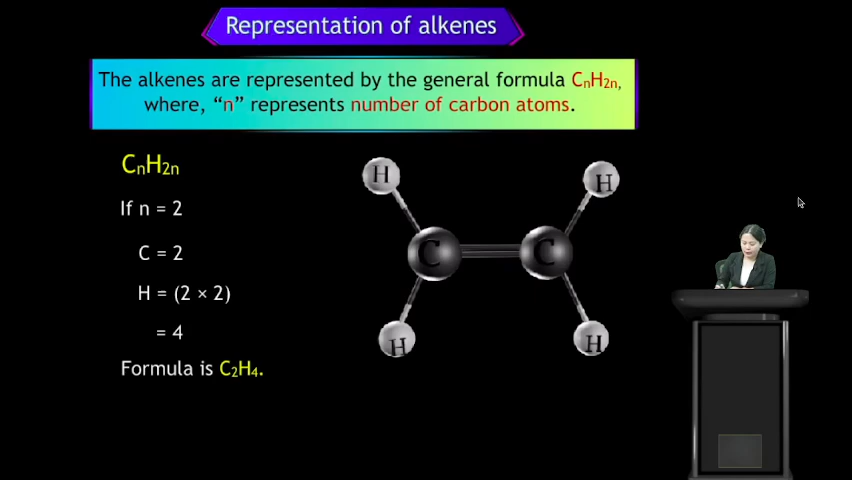 Representation of alkenes
The alkenes are represented by the general formula CₙH₂ₙ,
where, “n” represents number of carbon atoms.
CₙH₂ₙ
If n = 2
C = 2
H = (2 × 2)
= 4
Formula is C₂H₄.
H H
C C
H H